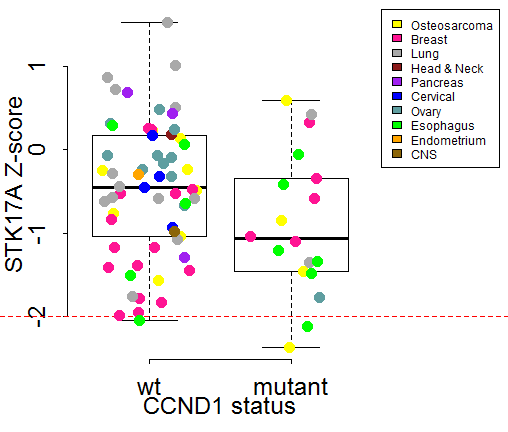 Osteosarcoma
Breast
Lung
Head & Neck
Pancreas
Cervical
Ovary
Esophagus
Endometrium
CNS
STK17A Z-score
1
0
-1
-2
wt mutant
CCND1 status